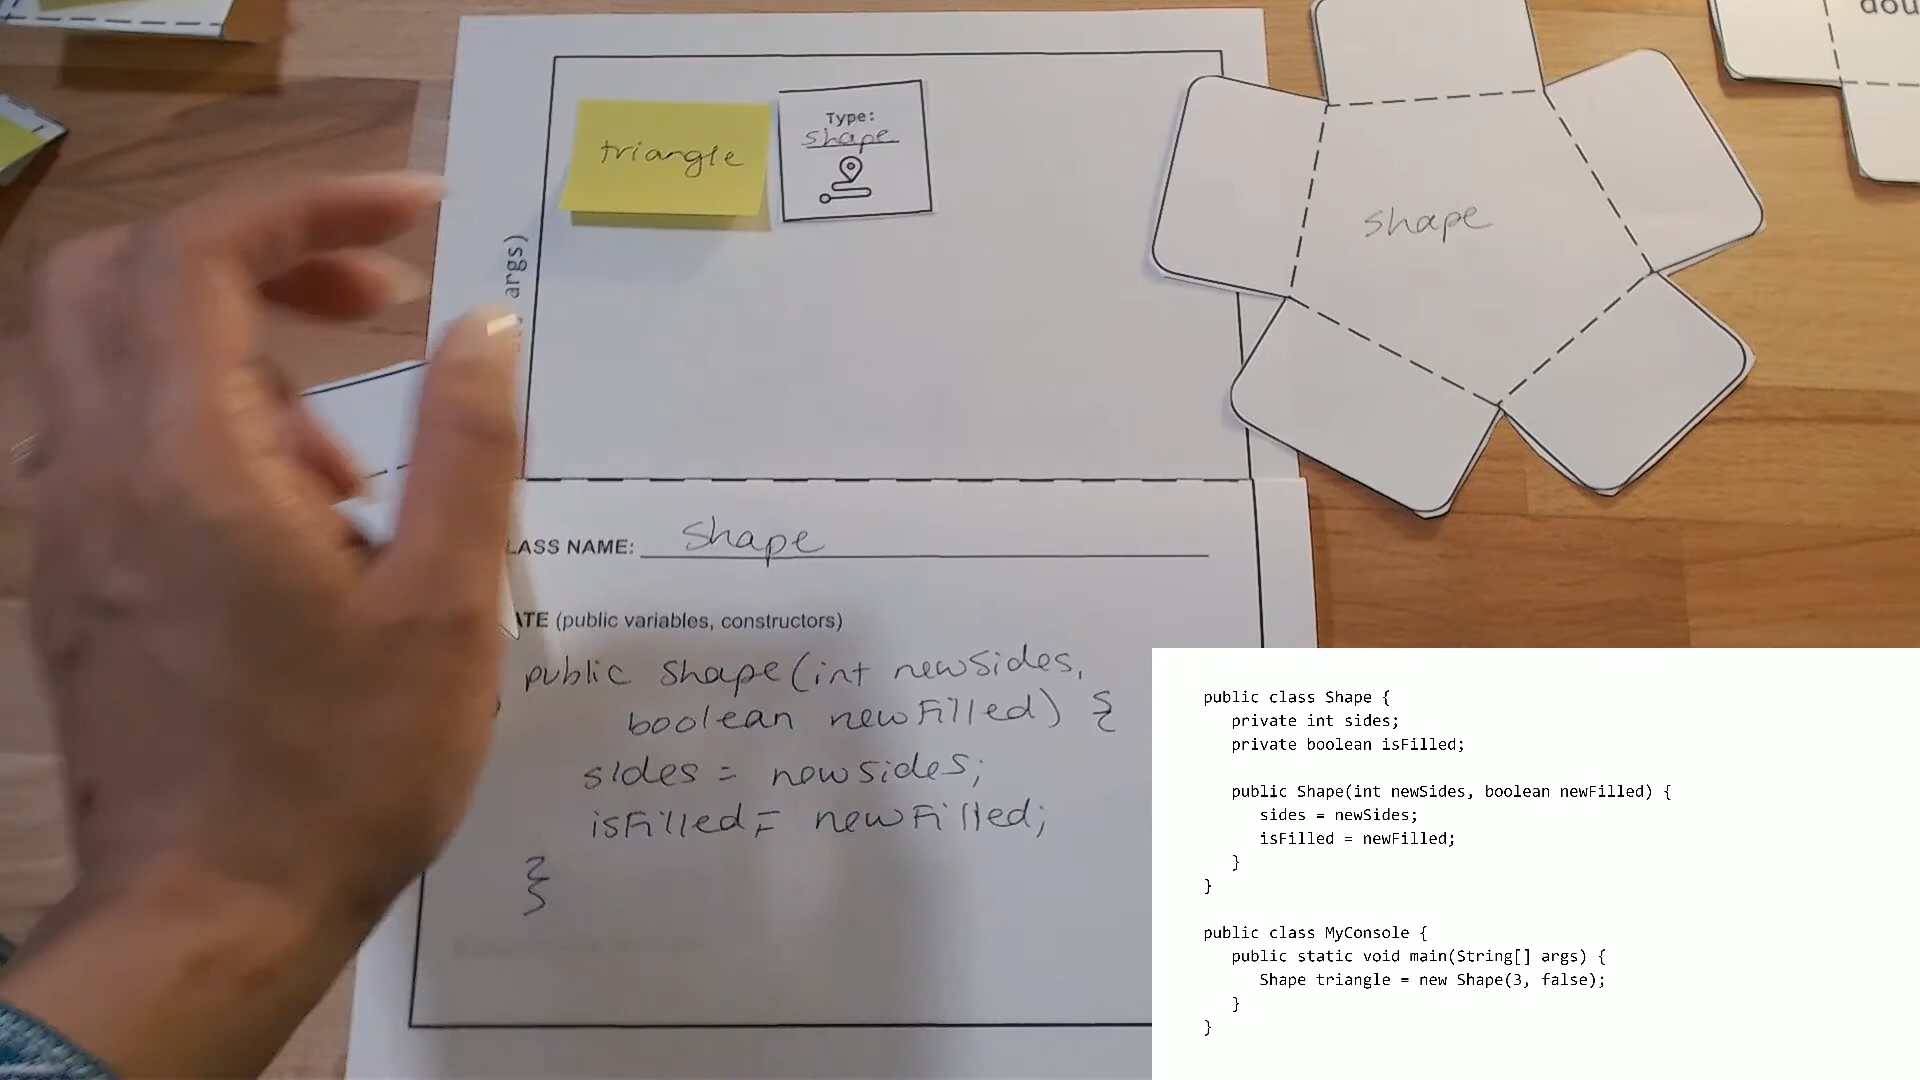 dou
triangle
Type:
shape
shape
args)
LASS NAME: Shape
ATE (public variables, constructors)
public Shape(int newSides,
boolean newFilled) {
sides = newSides;
isFilled = newFilled;
}
public class Shape {
private int sides;
private boolean isFilled;
public Shape(int newSides, boolean newFilled) {
sides = newSides;
isFilled = newFilled;
}
}
public class MyConsole {
public static void main(String[] args) {
Shape triangle = new Shape(3, false);
}
}